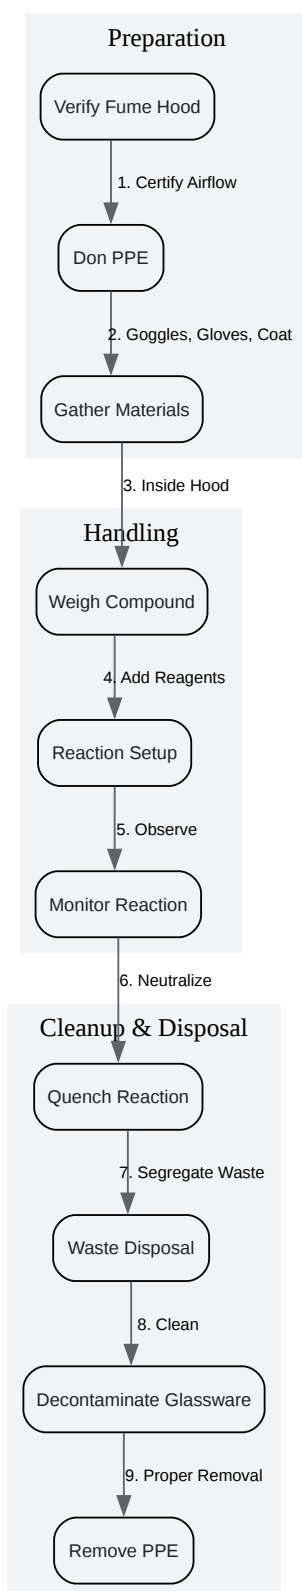 Preparation
Verify Fume Hood
1. Certify Airflow
Don PPE
2. Goggles, Gloves, Coat
Gather Materials
3. Inside Hood
Handling
Weigh Compound
4. Add Reagents
Reaction Setup
5. Observe
Monitor Reaction
6. Neutralize
Cleanup & Disposal
Quench Reaction
7. Segregate Waste
Waste Disposal
8. Clean
Decontaminate Glassware
9. Proper Removal
Remove PPE